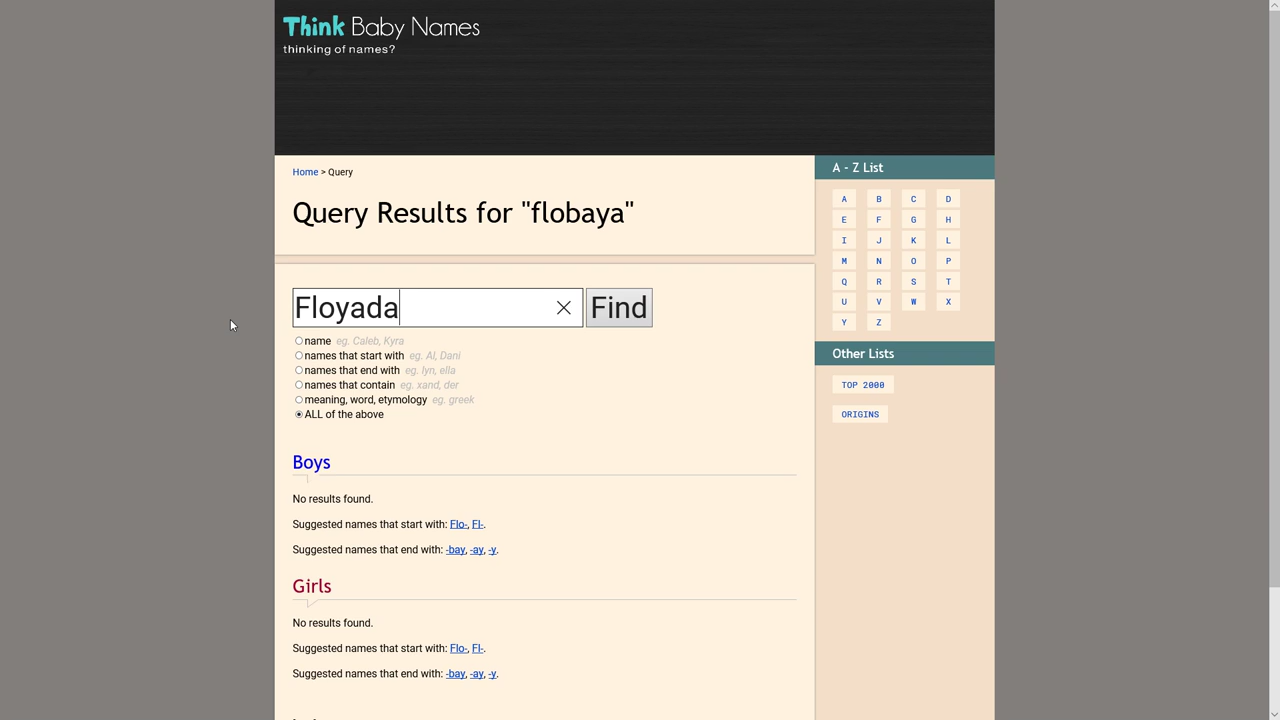 Think Baby Names
thinking of names?
Home > Query
Query Results for "flobaya"
Floyada
Find
name eg. Caleb, Kyra
names that start with eg. Al, Dani
names that end with eg. lyn, ella
names that contain eg. xand, der
meaning, word, etymology eg. greek
ALL of the above
Boys
No results found.
Suggested names that start with: Flo-, Fl-.
Suggested names that end with: -bay, -ay, -y.
Girls
No results found.
Suggested names that start with: Flo-, Fl-.
Suggested names that end with: -bay, -ay, -y.
A - Z List
A B C D
E F G H
I J K L
M N O P
Q R S T
U V W X
Y Z
Other Lists
TOP 2000
ORIGINS